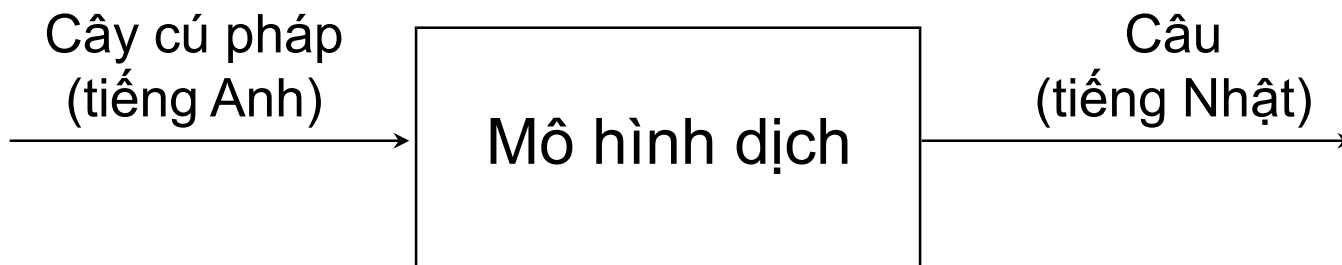 Cây cú pháp
(tiếng Anh)
Mô hình dịch
Câu
(tiếng Nhật)